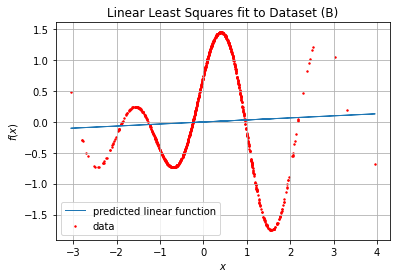 Linear Least Squares fit to Dataset (B)
1.5
1.0
0.5
0.0
−0.5
−1.0
−1.5
f(x)
predicted linear function
data
−3 −2 −1 0 1 2 3 4
x